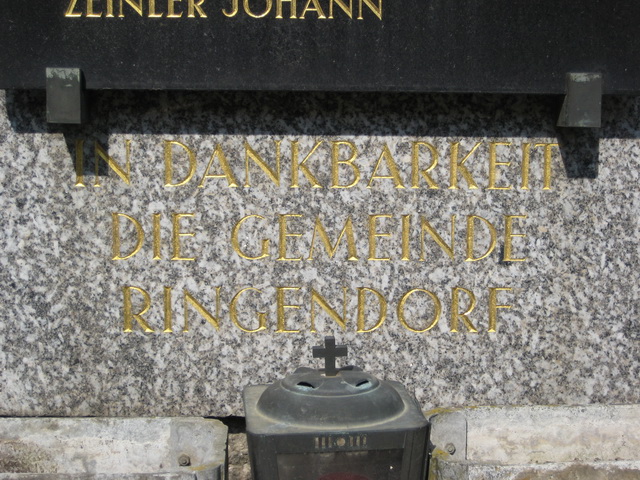 ZEINLER JOHANN
IN DANKBARKEIT
DIE GEMEINDE
RINGENDORF